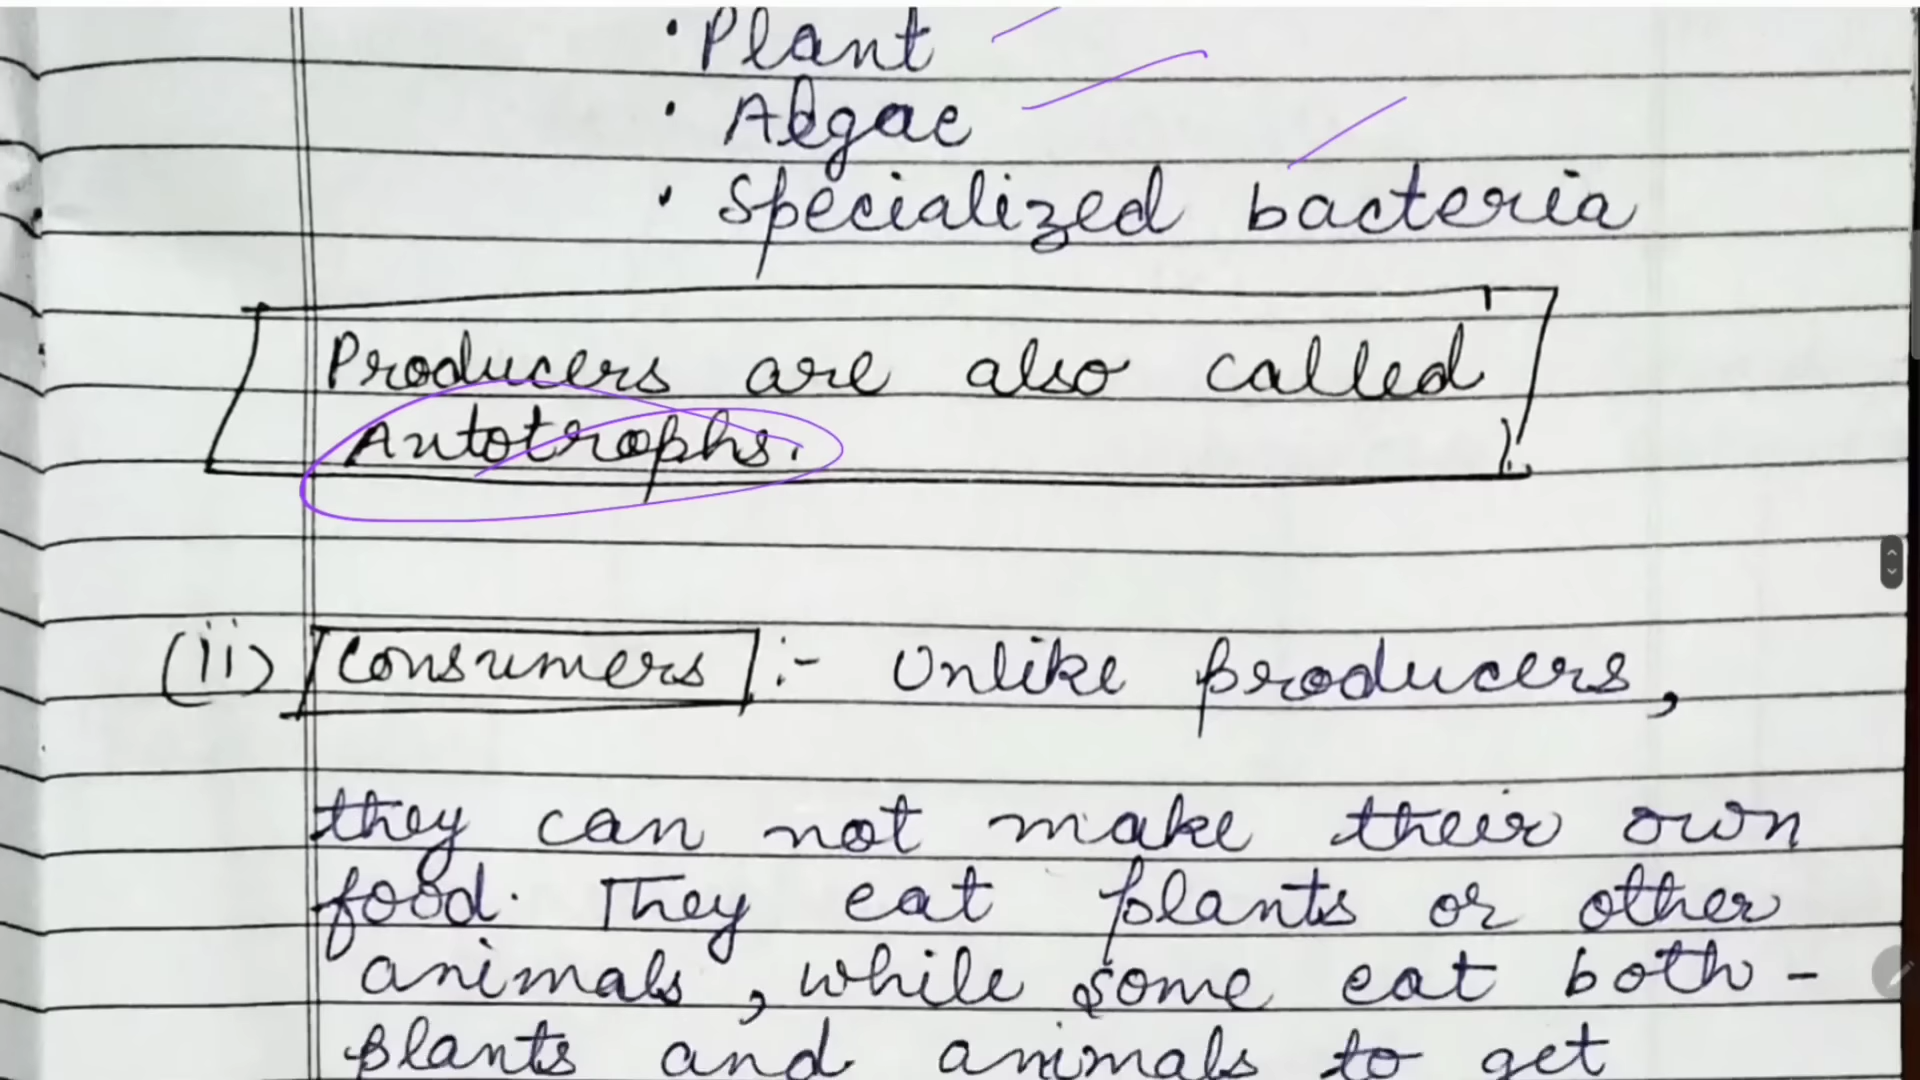 · Plant
· Algae
· Specialized bacteria
Producers are also called
Autotrophs.
(ii) Consumers :- Unlike producers,
they can not make their own
food. They eat plants or other
animals, while some eat both -
plants and animals to get